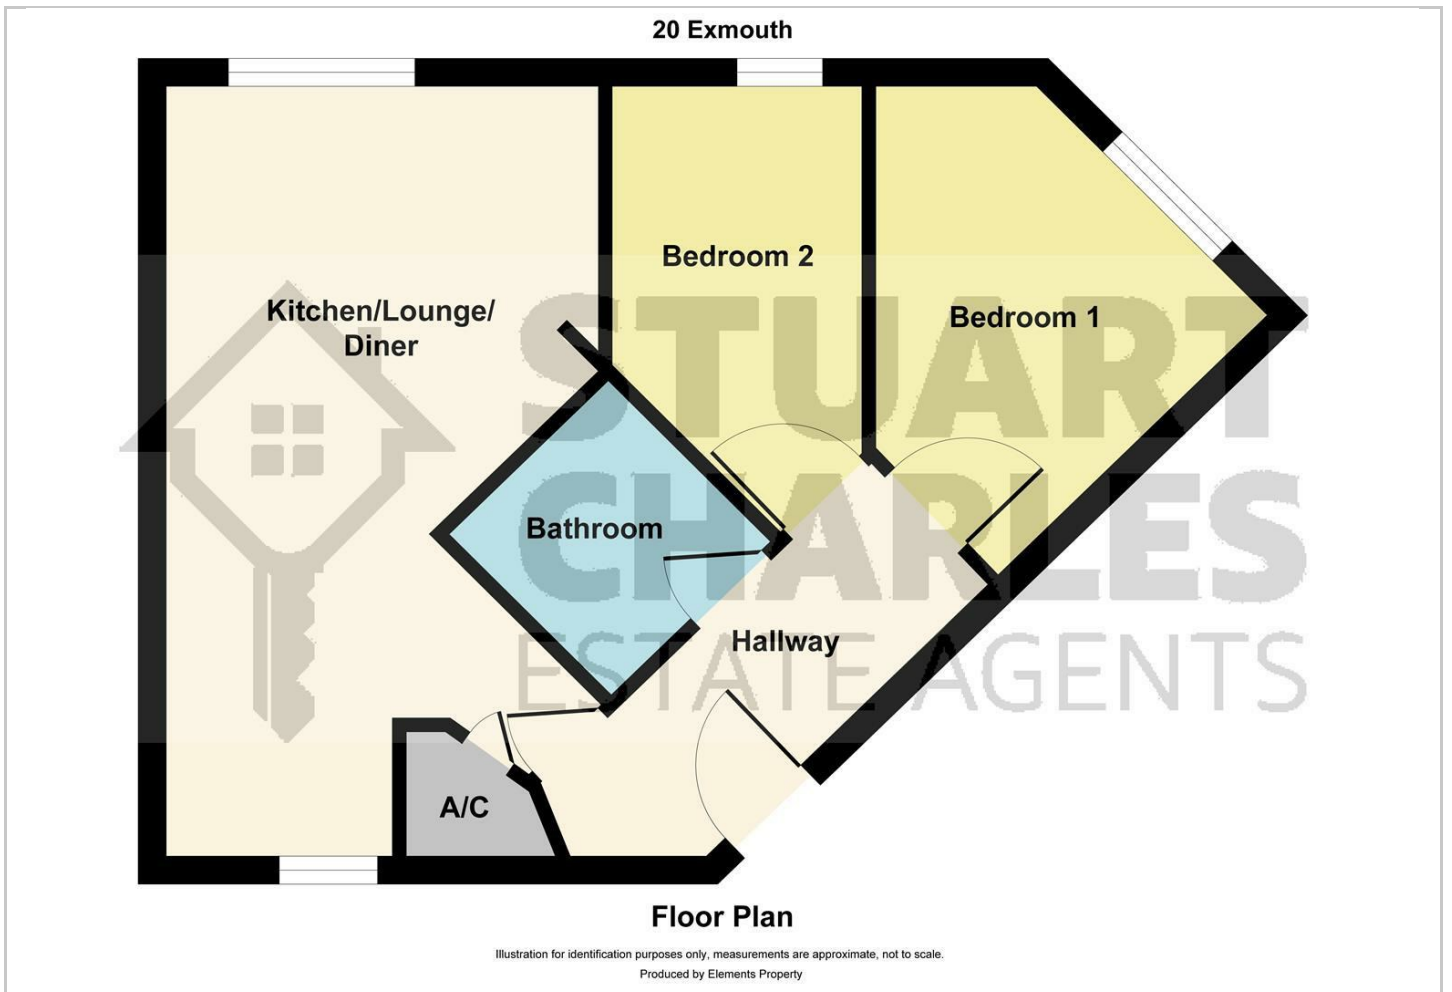 20 Exmouth
Kitchen/Lounge/
Diner
Bedroom 2
Bedroom 1
STUART
CHARLES
ESTATE AGENTS
Bathroom
Hallway
A/C
Floor Plan
Illustration for identification purposes only, measurements are approximate, not to scale.
Produced by Elements Property